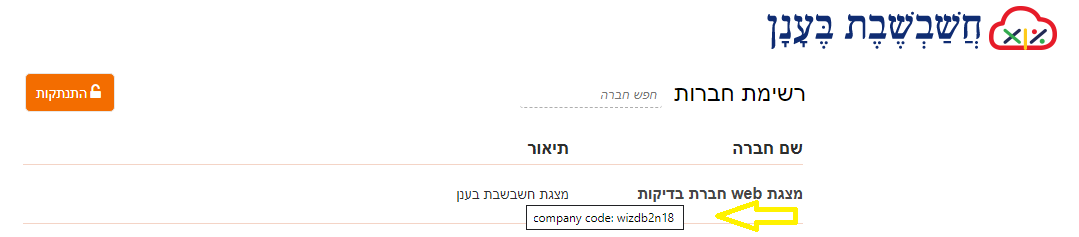 חֲשַׁבְשֶׁבֶת בֶּעָנָן
רשימת חברות
חפש חברה
התנתקות
שם חברה תיאור
מצגת web חברת בדיקות מצגת חשבשבת בענן
company code: wizdb2n18